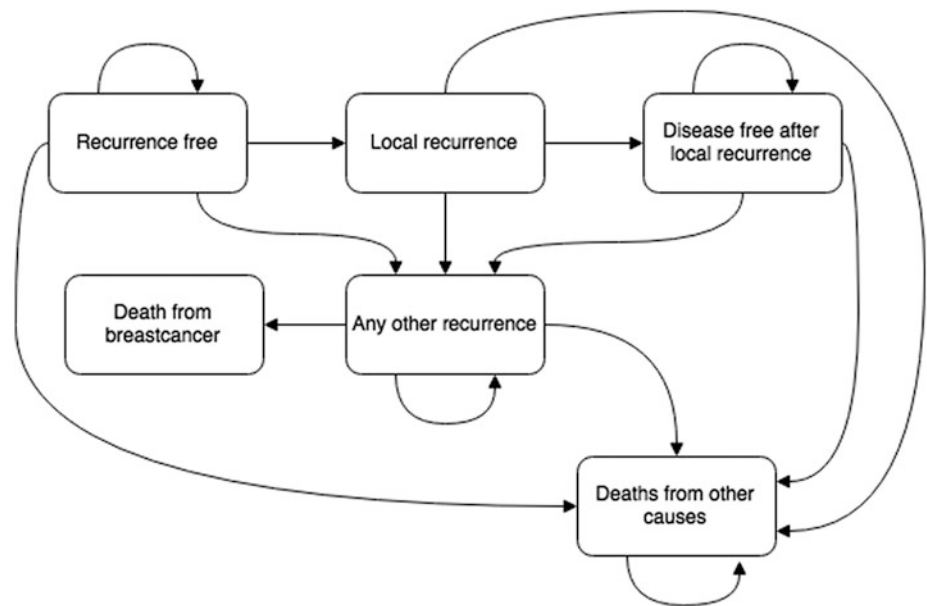 Recurrence free
Local recurrence
Disease free after
local recurrence
Death from
breastcancer
Any other recurrence
Deaths from other
causes